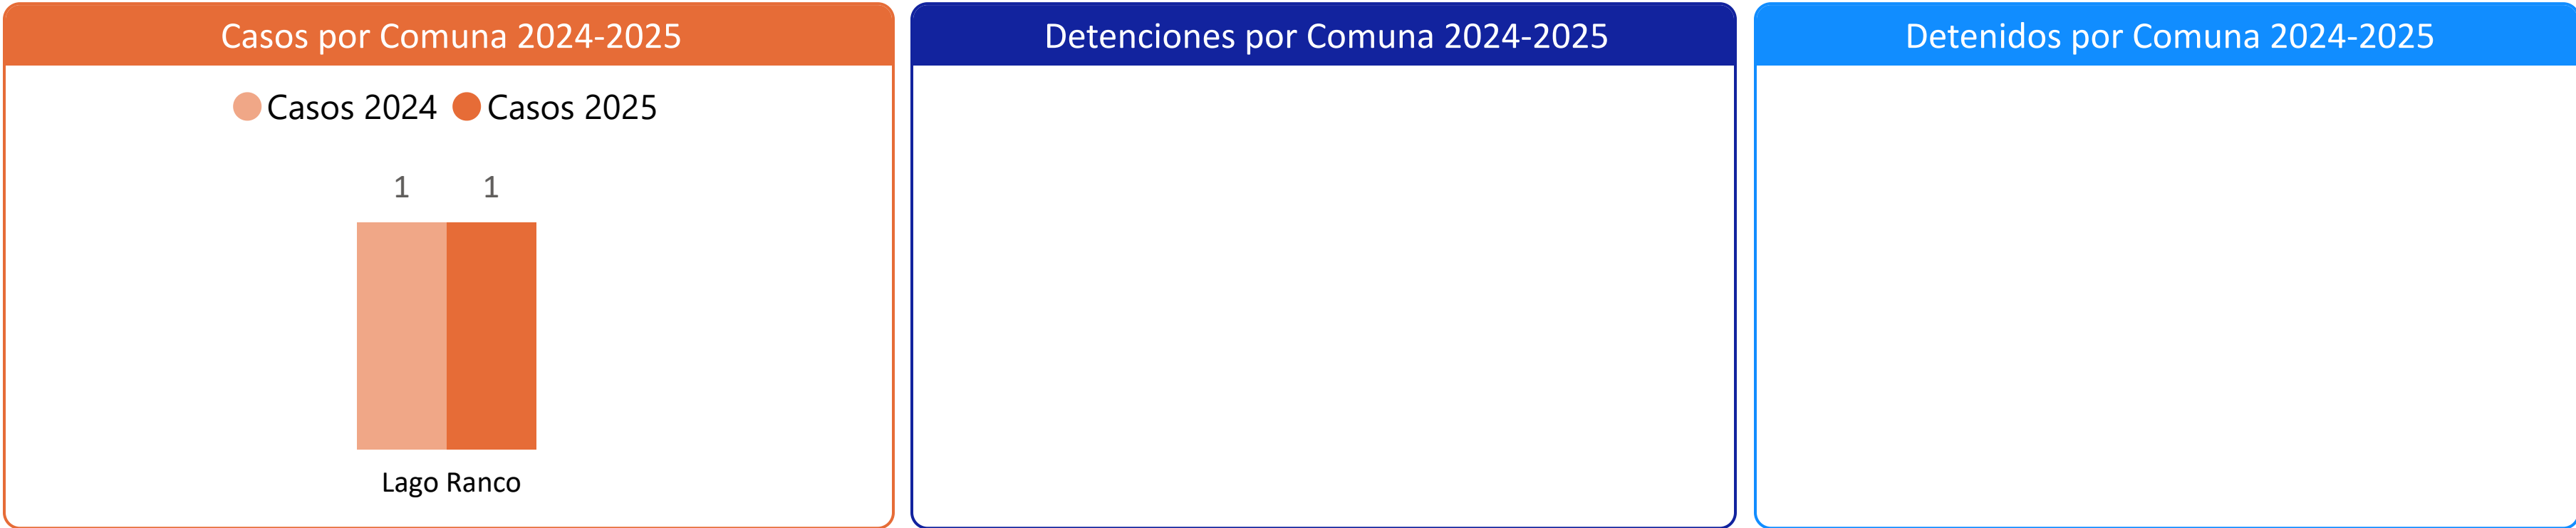 Casos por Comuna 2024-2025
Casos 2024 Casos 2025
1 1
Lago Ranco
Detenciones por Comuna 2024-2025
Detenidos por Comuna 2024-2025